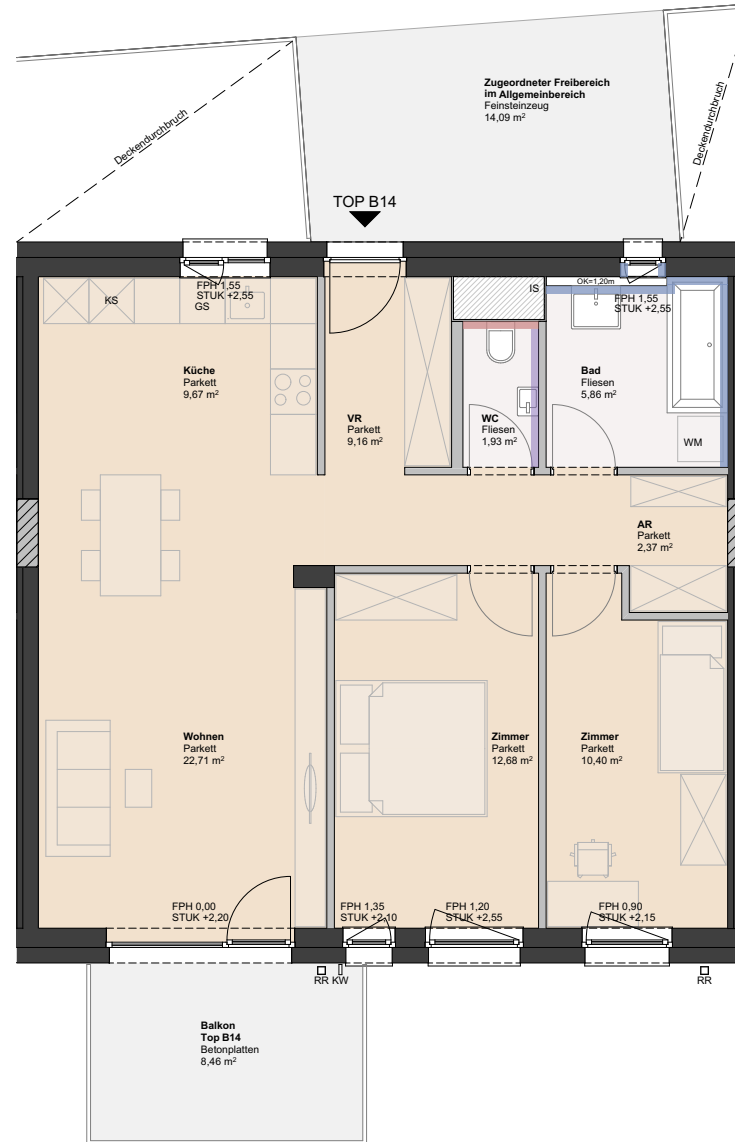 Zugeordneter Freibereich
im Allgemeinbereich
Feinsteinzeug
14,09 m²
Deckendurchbruch
Deckendurchbruch
TOP B14
FPH 1,55
STUK +2,55
GS
KS
IS
OK=1,20m
FPH 1,55
STUK +2,55
Küche
Parkett
9,67 m²
VR
Parkett
9,16 m²
WC
Fliesen
1,93 m²
Bad
Fliesen
5,86 m²
WM
AR
Parkett
2,37 m²
Wohnen
Parkett
22,71 m²
Zimmer
Parkett
12,68 m²
Zimmer
Parkett
10,40 m²
FPH 0,00
STUK +2,20
FPH 1,35
STUK +2,10
FPH 1,20
STUK +2,55
FPH 0,90
STUK +2,15
RR KW
RR
Balkon
Top B14
Betonplatten
8,46 m²